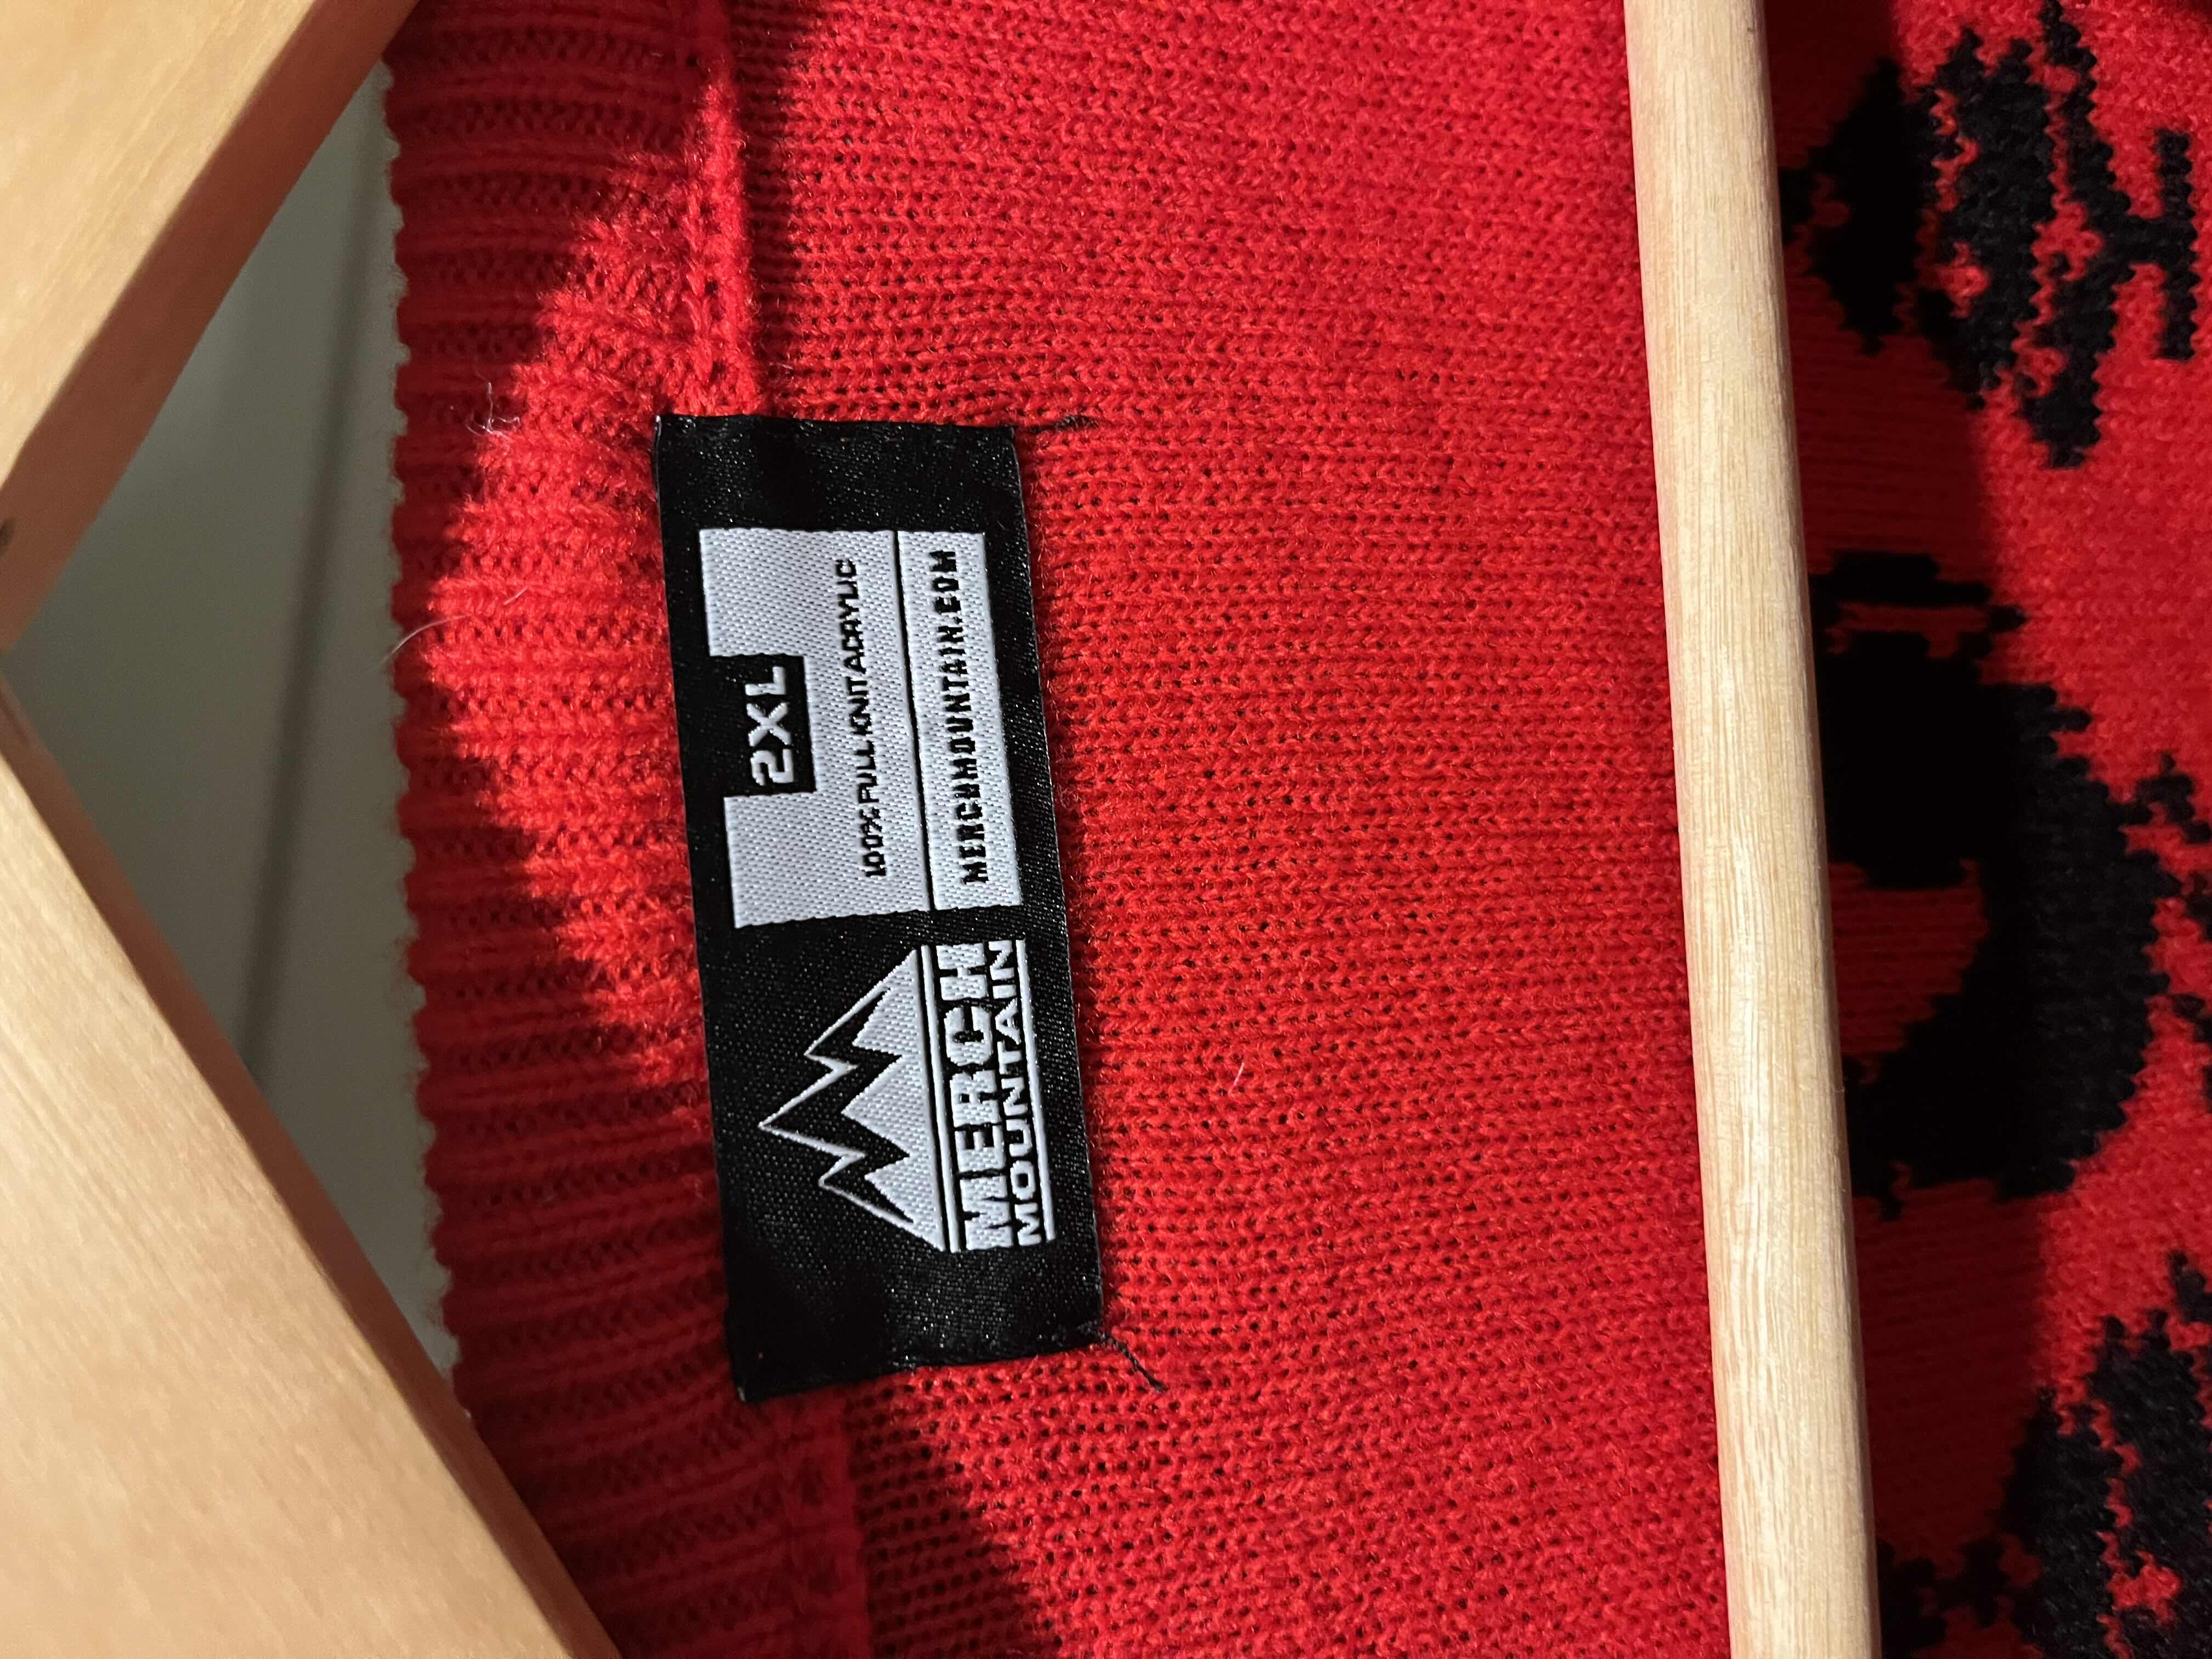 MERCH
MOUNTAIN
2XL
100% FULL KNIT ACRYLIC
MERCHMOUNTAIN.COM